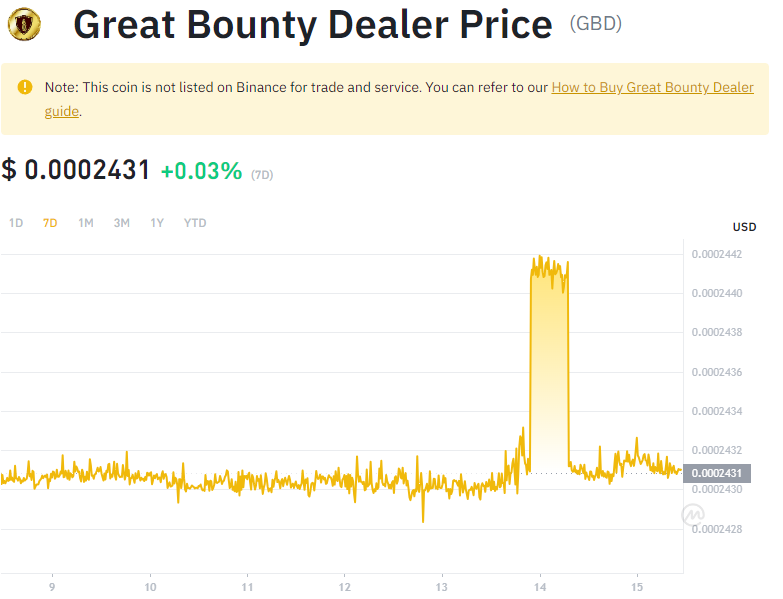 Great Bounty Dealer Price (GBD)
Note: This coin is not listed on Binance for trade and service. You can refer to our How to Buy Great Bounty Dealer
guide.
$ 0.0002431 +0.03% (7D)
1D 7D 1M 3M 1Y YTD
USD
0.0002442
0.0002440
0.0002438
0.0002436
0.0002434
0.0002432
0.0002431
0.0002430
0.0002428
9 10 11 12 13 14 15